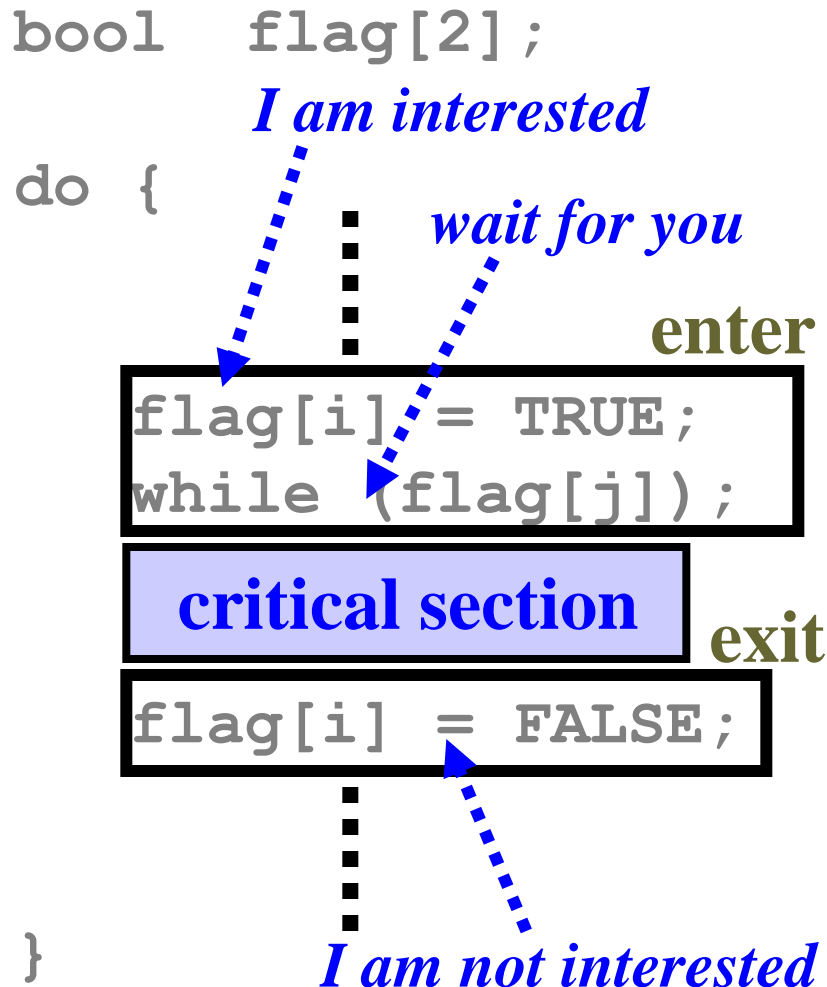 bool flag[2];
I am interested
do {
wait for you
enter
flag[i] = TRUE;
while (flag[j]);
critical section
exit
flag[i] = FALSE;
}
I am not interested